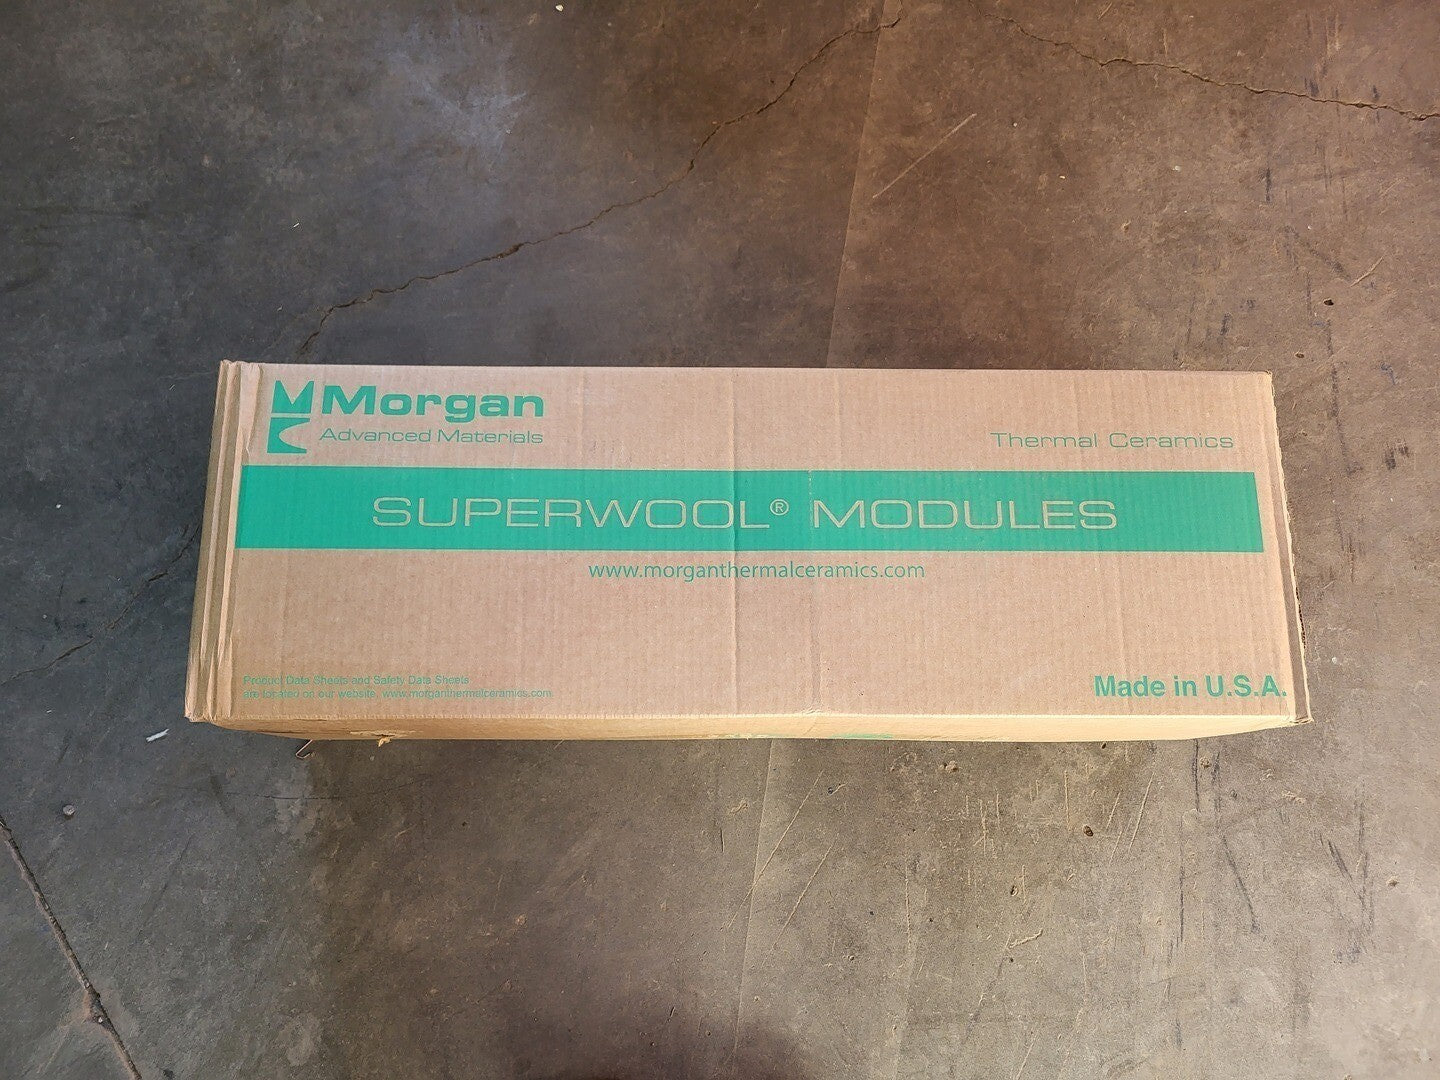 Morgan
Advanced Materials
Thermal Ceramics
SUPERWOOL® MODULES
www.morganthermalceramics.com
Product Data Sheets and Safety Data Sheets
are located on our website, www.morganthermalceramics.com
Made in U.S.A.